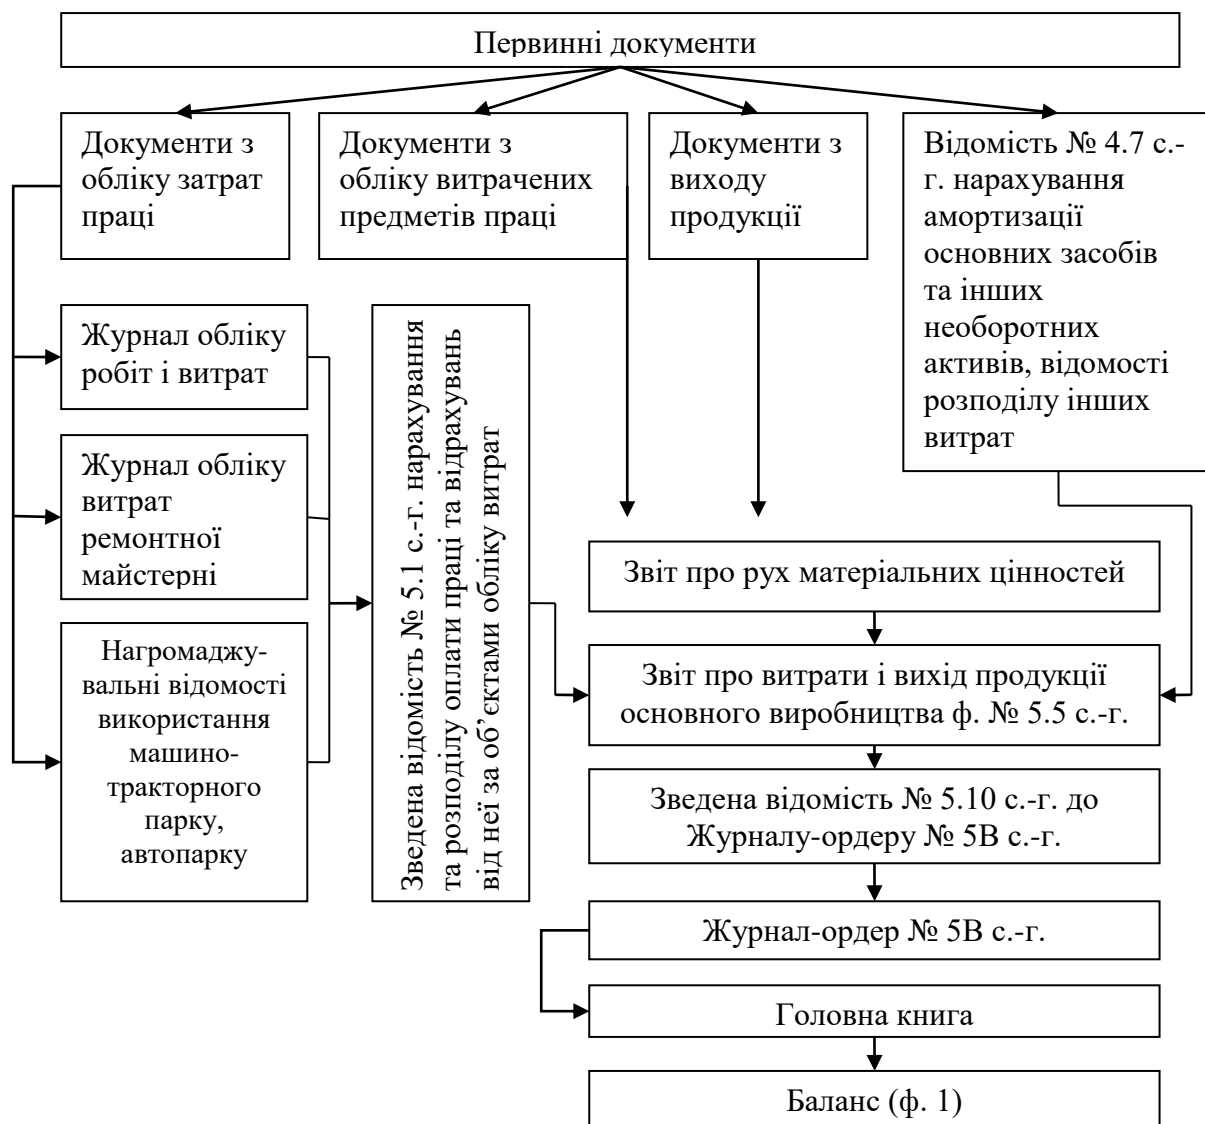 Первинні документи
Документи з
обліку затрат
праці
Документи з
обліку витрачених
предметів праці
Документи з
виходу
продукції
Відомість № 4.7 с.-
г. нарахування
амортизації
основних засобів
та інших
необоротних
активів, відомості
розподілу інших
витрат
Журнал обліку
робіт і витрат
Журнал обліку
витрат
ремонтної
майстерні
Нагромаджу-
вальні відомості
використання
машино-
тракторного
парку,
автопарку
Зведена відомість № 5.1 с.-г. нарахування
та розподілу оплати праці та відрахувань
від неї за об’єктами обліку витрат
Звіт про рух матеріальних цінностей
Звіт про витрати і вихід продукції
основного виробництва ф. № 5.5 с.-г.
Зведена відомість № 5.10 с.-г. до
Журналу-ордеру № 5В с.-г.
Журнал-ордер № 5В с.-г.
Головна книга
Баланс (ф. 1)